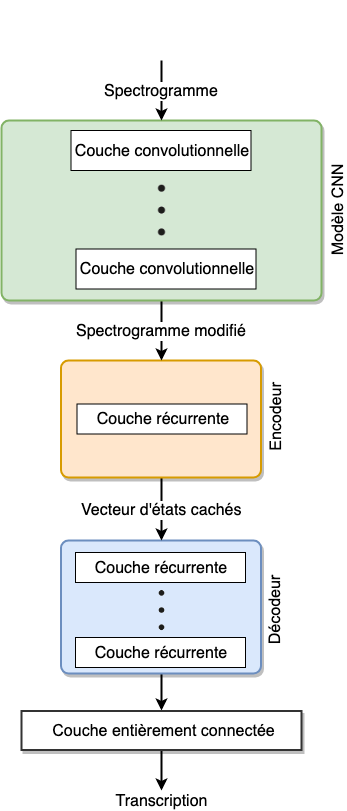 Spectrogramme
Couche convolutionnelle
Couche convolutionnelle
Modèle CNN
Spectrogramme modifié
Couche récurrente
Encodeur
Vecteur d'états cachés
Couche récurrente
Couche récurrente
Décodeur
Couche entièrement connectée
Transcription